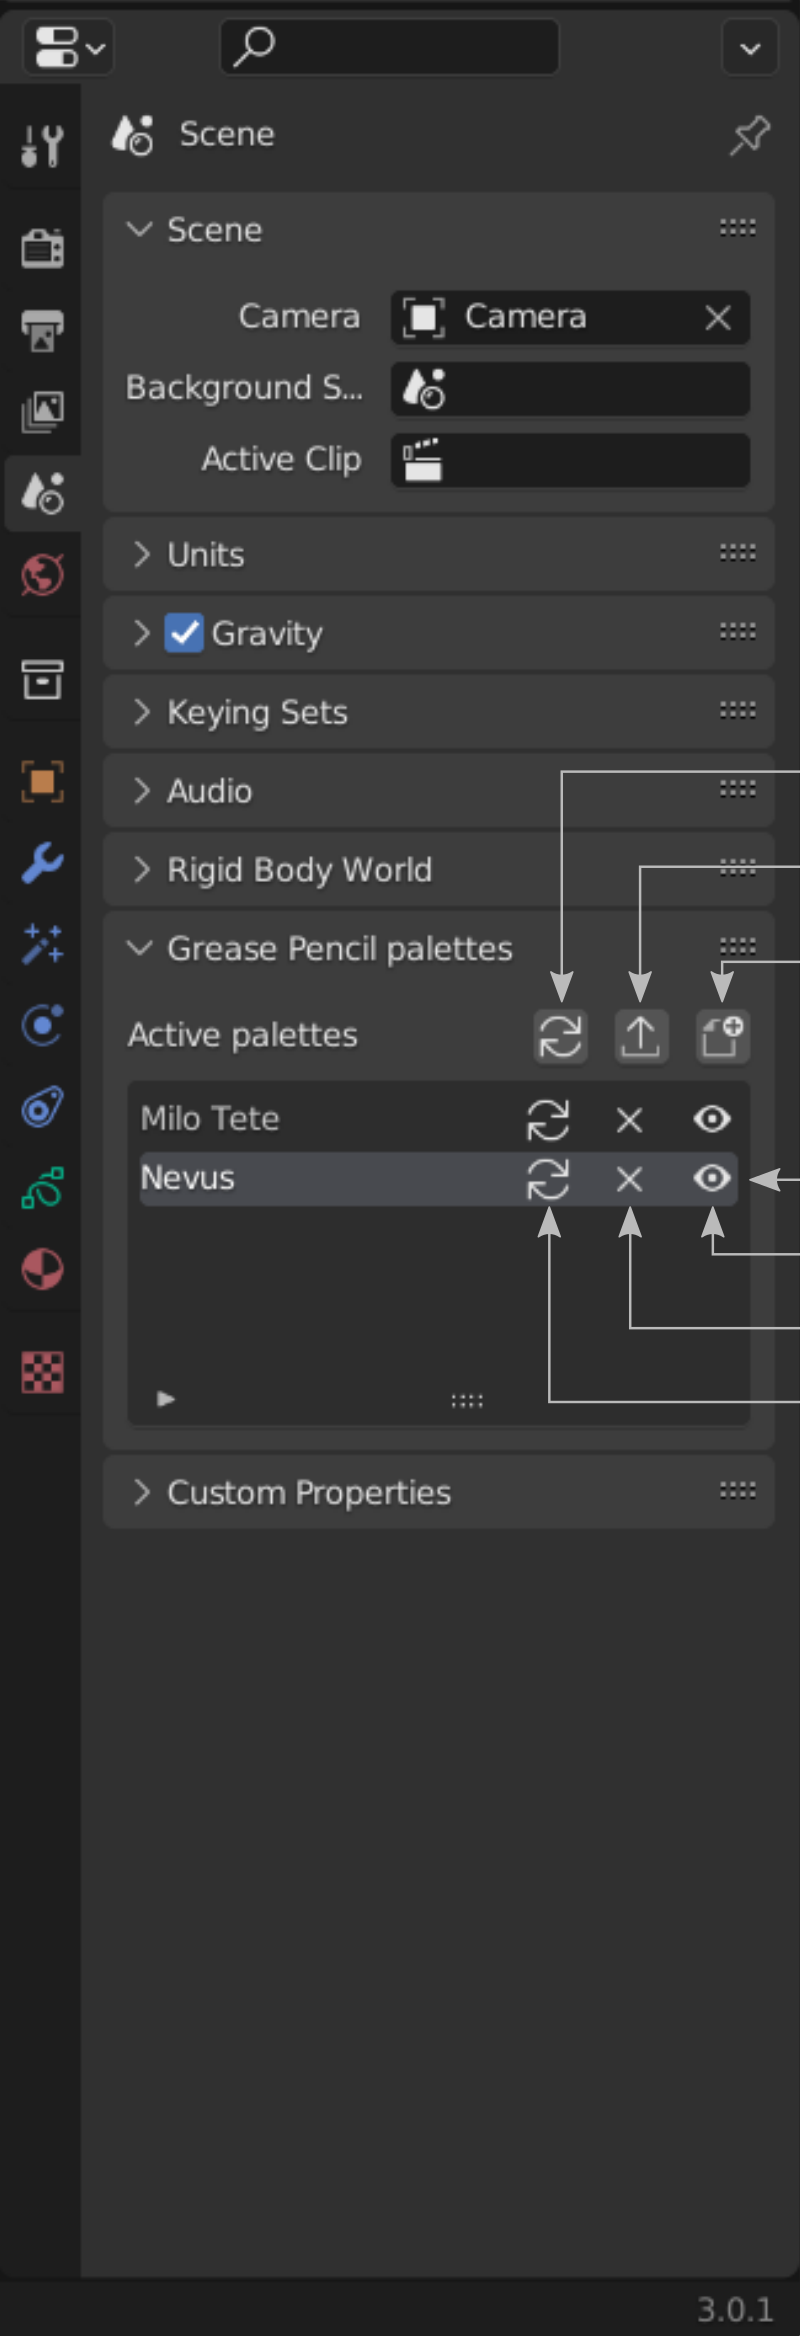 Scene
Scene
Camera Camera
Background S...
Active Clip
Units
Gravity
Keying Sets
Audio
Rigid Body World
Grease Pencil palettes
Active palettes
Milo Tete
Nevus
Custom Properties
3.0.1